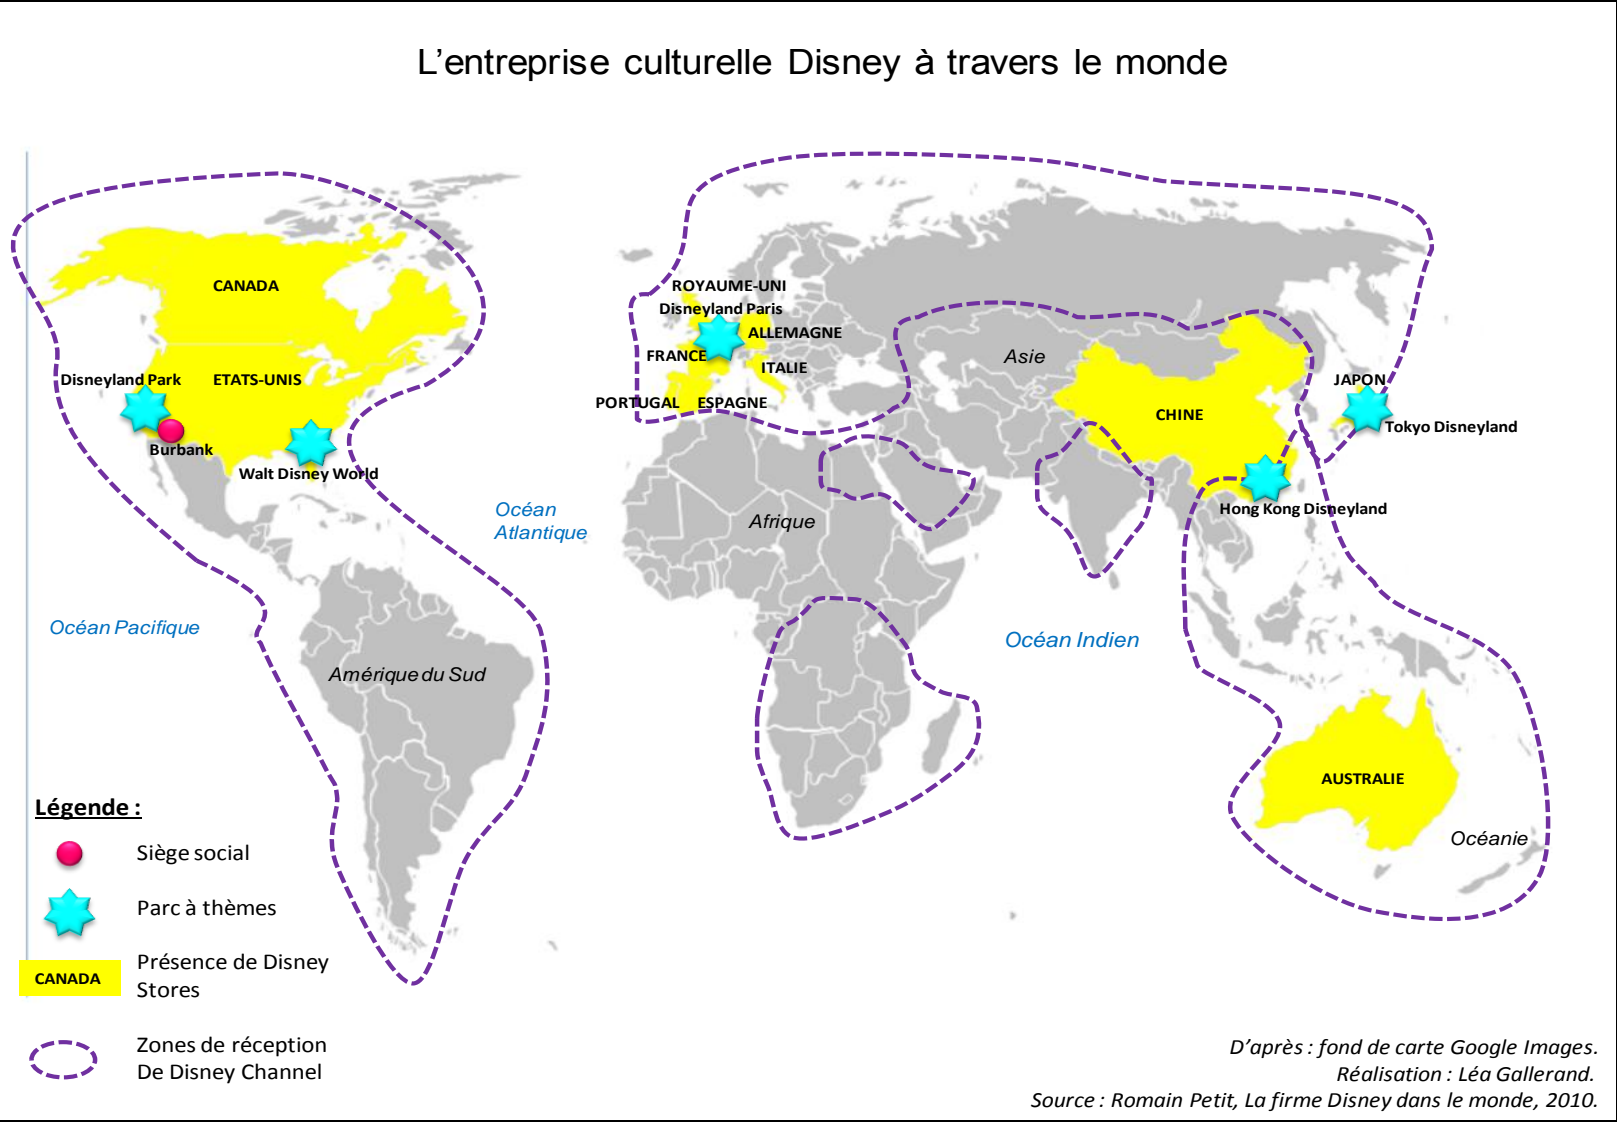 L’entreprise culturelle Disney à travers le monde
CANADA
ROYAUME-UNI
Disneyland Paris
ALLEMAGNE
FRANCE
ITALIE
PORTUGAL
ESPAGNE
Asie
CHINE
JAPON
Tokyo Disneyland
Hong Kong Disneyland
Disneyland Park
ETATS-UNIS
Burbank
Walt Disney World
Océan
Atlantique
Afrique
Océan Pacifique
Océan Indien
Amérique du Sud
AUSTRALIE
Océanie
Légende :
Siège social
Parc à thèmes
CANADA
Présence de Disney
Stores
Zones de réception
De Disney Channel
D’après : fond de carte Google Images.
Réalisation : Léa Gallerand.
Source : Romain Petit, La firme Disney dans le monde, 2010.